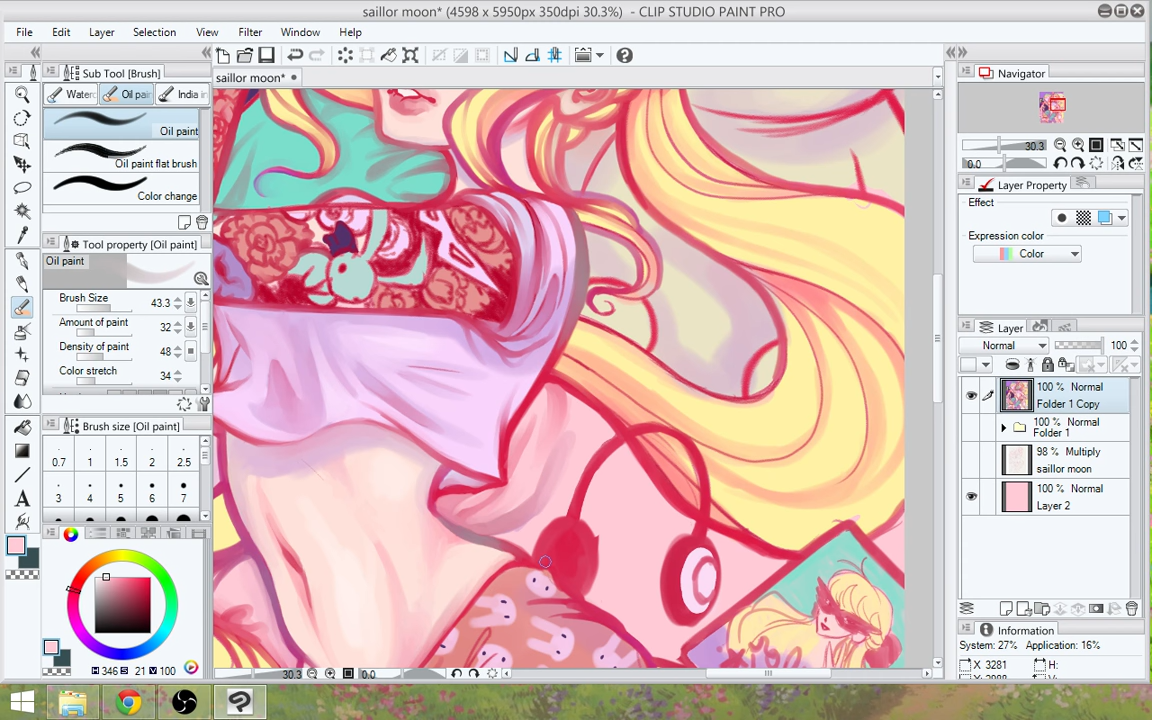 saillor moon* (4598 x 5950px 350dpi 30.3%) - CLIP STUDIO PAINT PRO
File Edit Layer Selection View Filter Window Help
Sub Tool [Brush]
saillor moon*
Navigator
Waterc Oil pain India in
Oil paint
Oil paint flat brush
Color change
30.3
0.0
Layer Property
Effect
Expression color
Color
Tool property [Oil paint]
Oil paint
Brush Size 43.3
Amount of paint 32
Density of paint 48
Color stretch 34
Layer
Normal 100
100 % Normal
Folder 1 Copy
100 % Normal
Folder 1
98 % Multiply
saillor moon
100 % Normal
Layer 2
Brush size [Oil paint]
0.7 1 1.5 2 2.5
3 4 5 6 7
H 346 S 21 V 100
30.3 0.0
Information
System: 27% Application: 16%
X 3281 H: